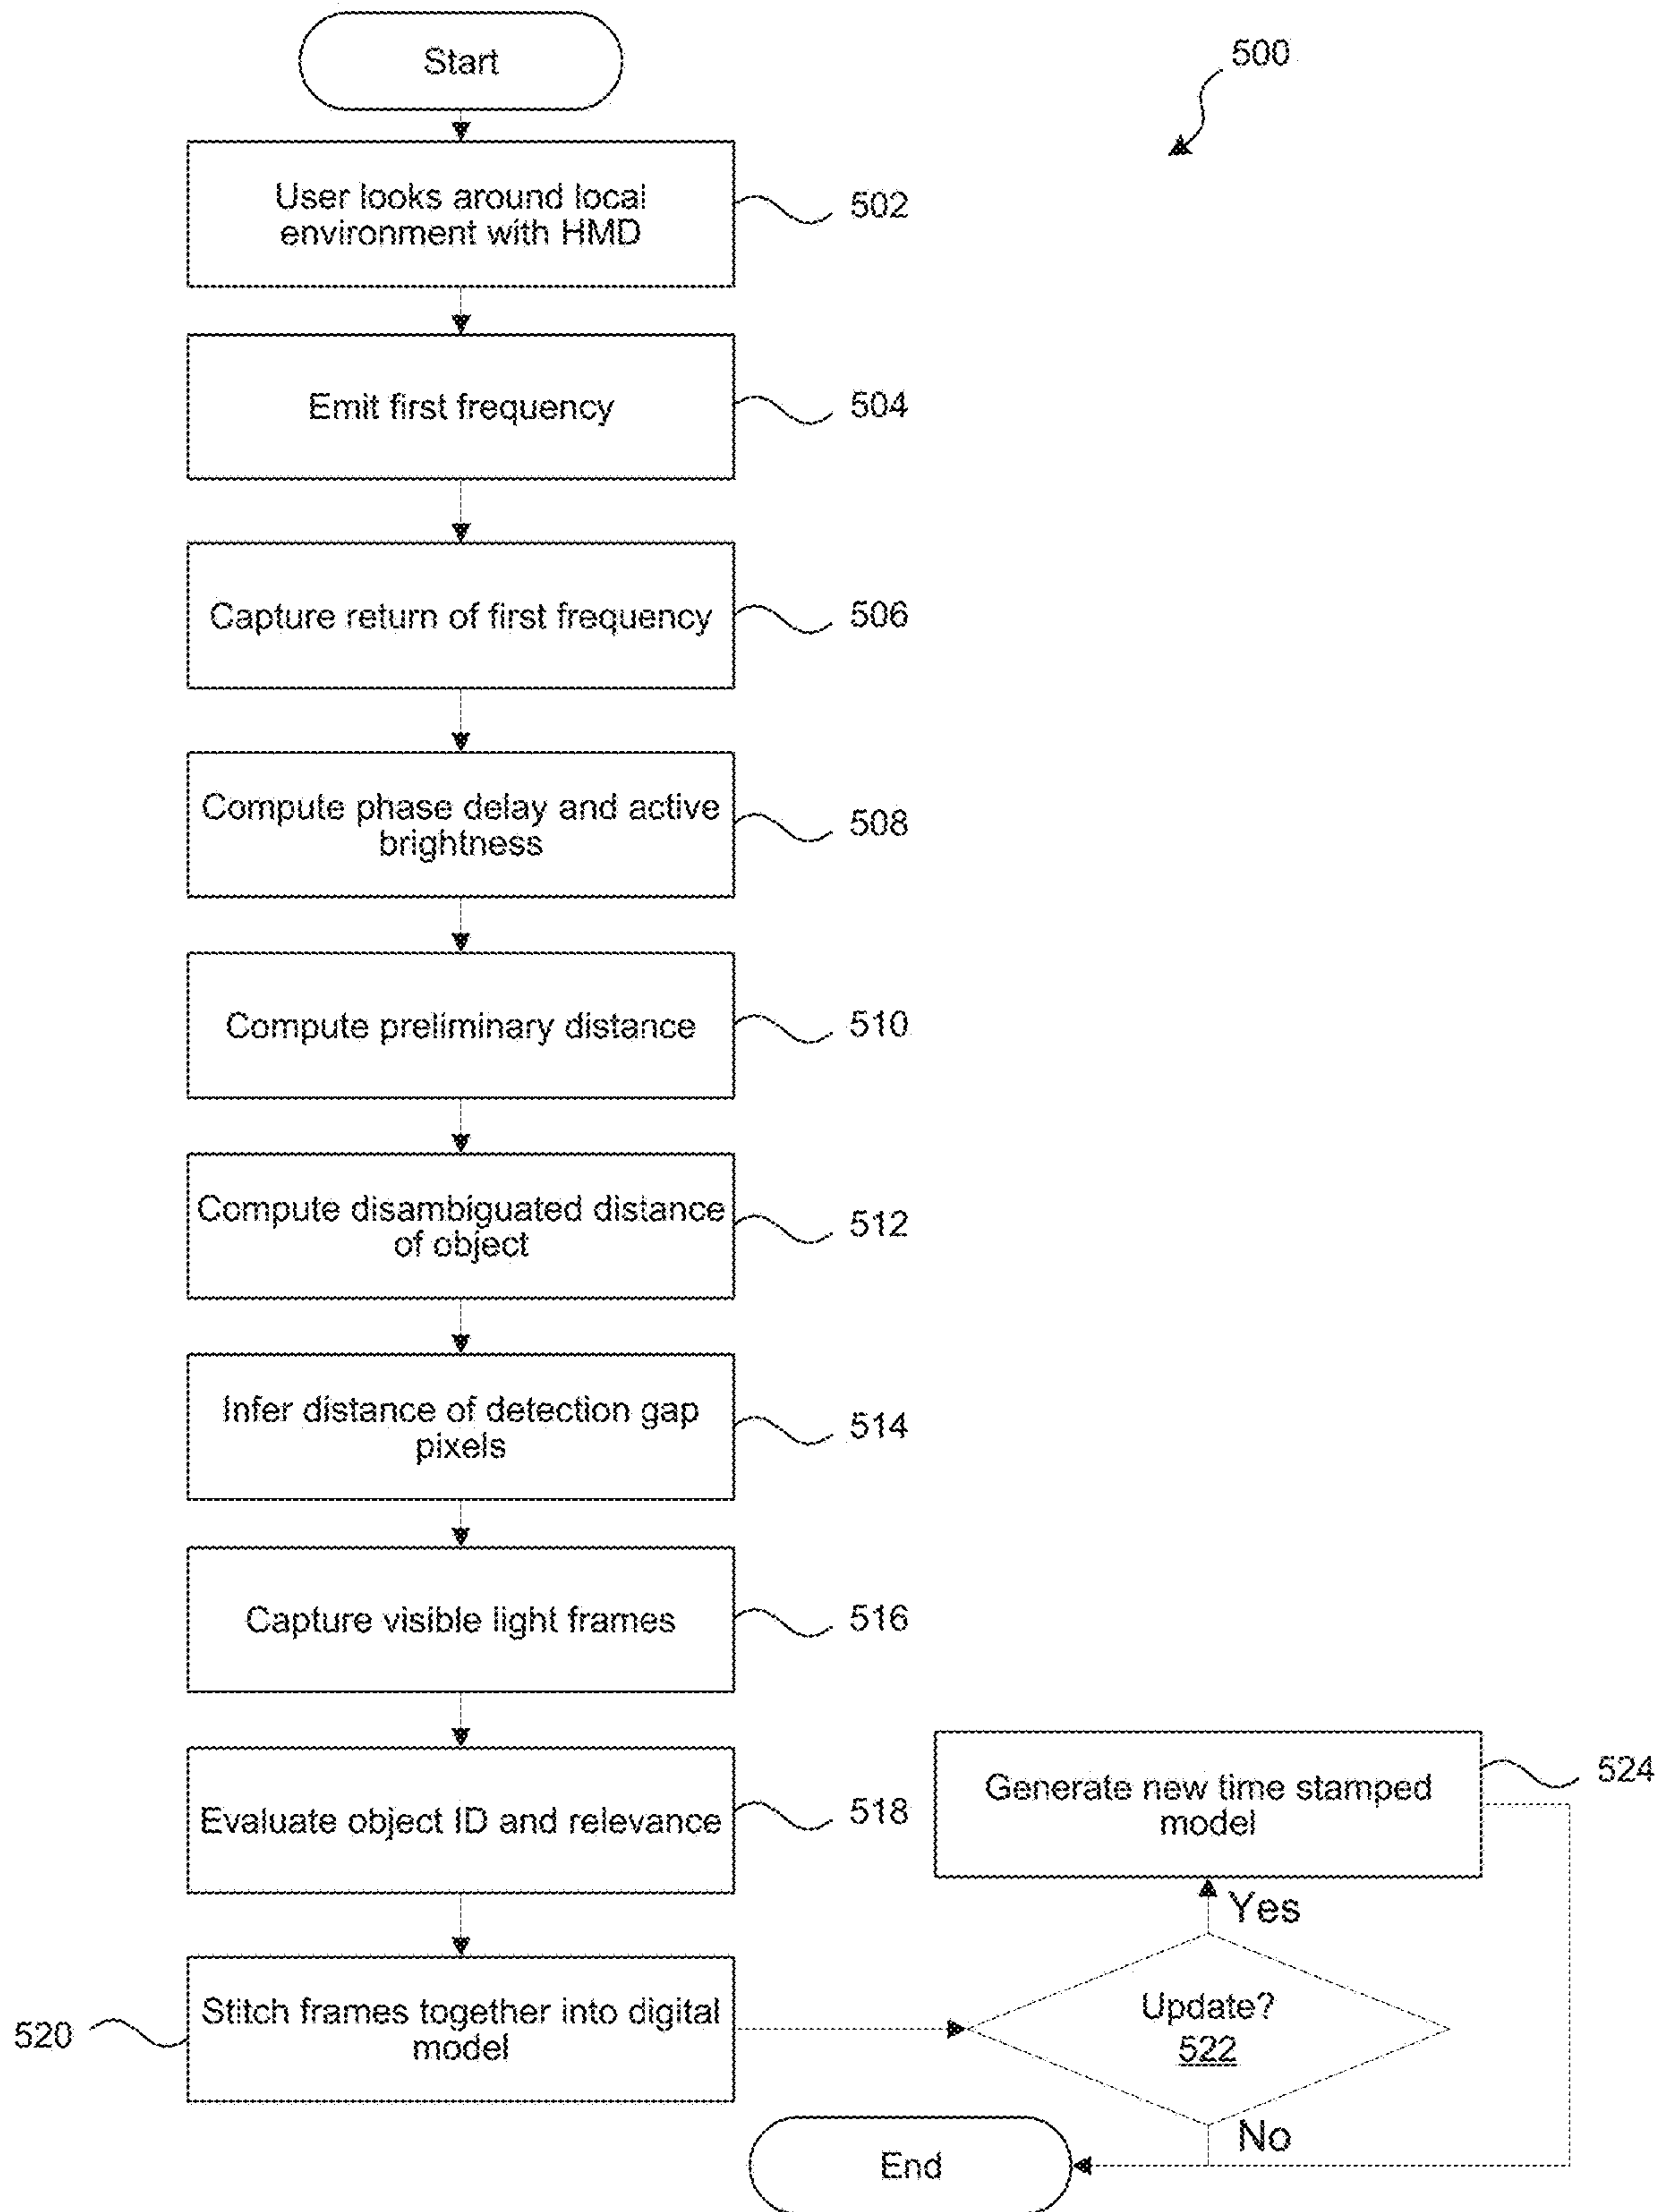 Start
500
User looks around local
environment with HMD
502
Emit first frequency
504
Capture return of first frequency
506
Compute phase delay and active
brightness
508
Compute preliminary distance
510
Compute disambiguated distance
of object
512
Infer distance of detection gap
pixels
514
Capture visible light frames
516
Evaluate object ID and relevance
518
Generate new time stamped
model
524
Yes
Stitch frames together into digital
model
520
Update?
522
No
End